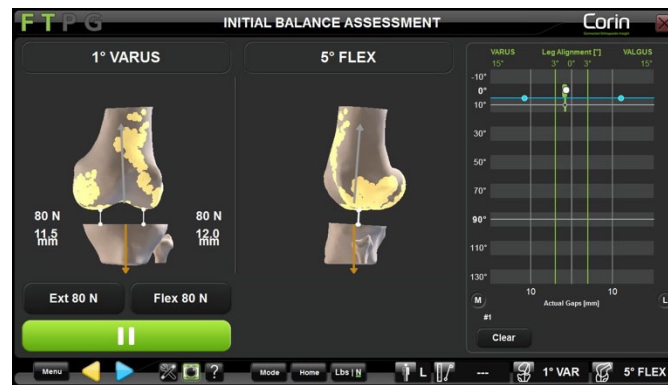 F T P G
INITIAL BALANCE ASSESSMENT
Corin
1° VARUS
5° FLEX
80 N
11.5
mm
80 N
12.0
mm
Ext 80 N
Flex 80 N
VARUS
Leg Alignment [°]
VALGUS
15°
3°
0°
3°
15°
-10°
0°
10°
30°
50°
70°
90°
110°
130°
10
10
M
Actual Gaps [mm]
L
#1
Clear
Menu
?
Mode
Home
Lbs | N
L
---
1° VAR
5° FLEX